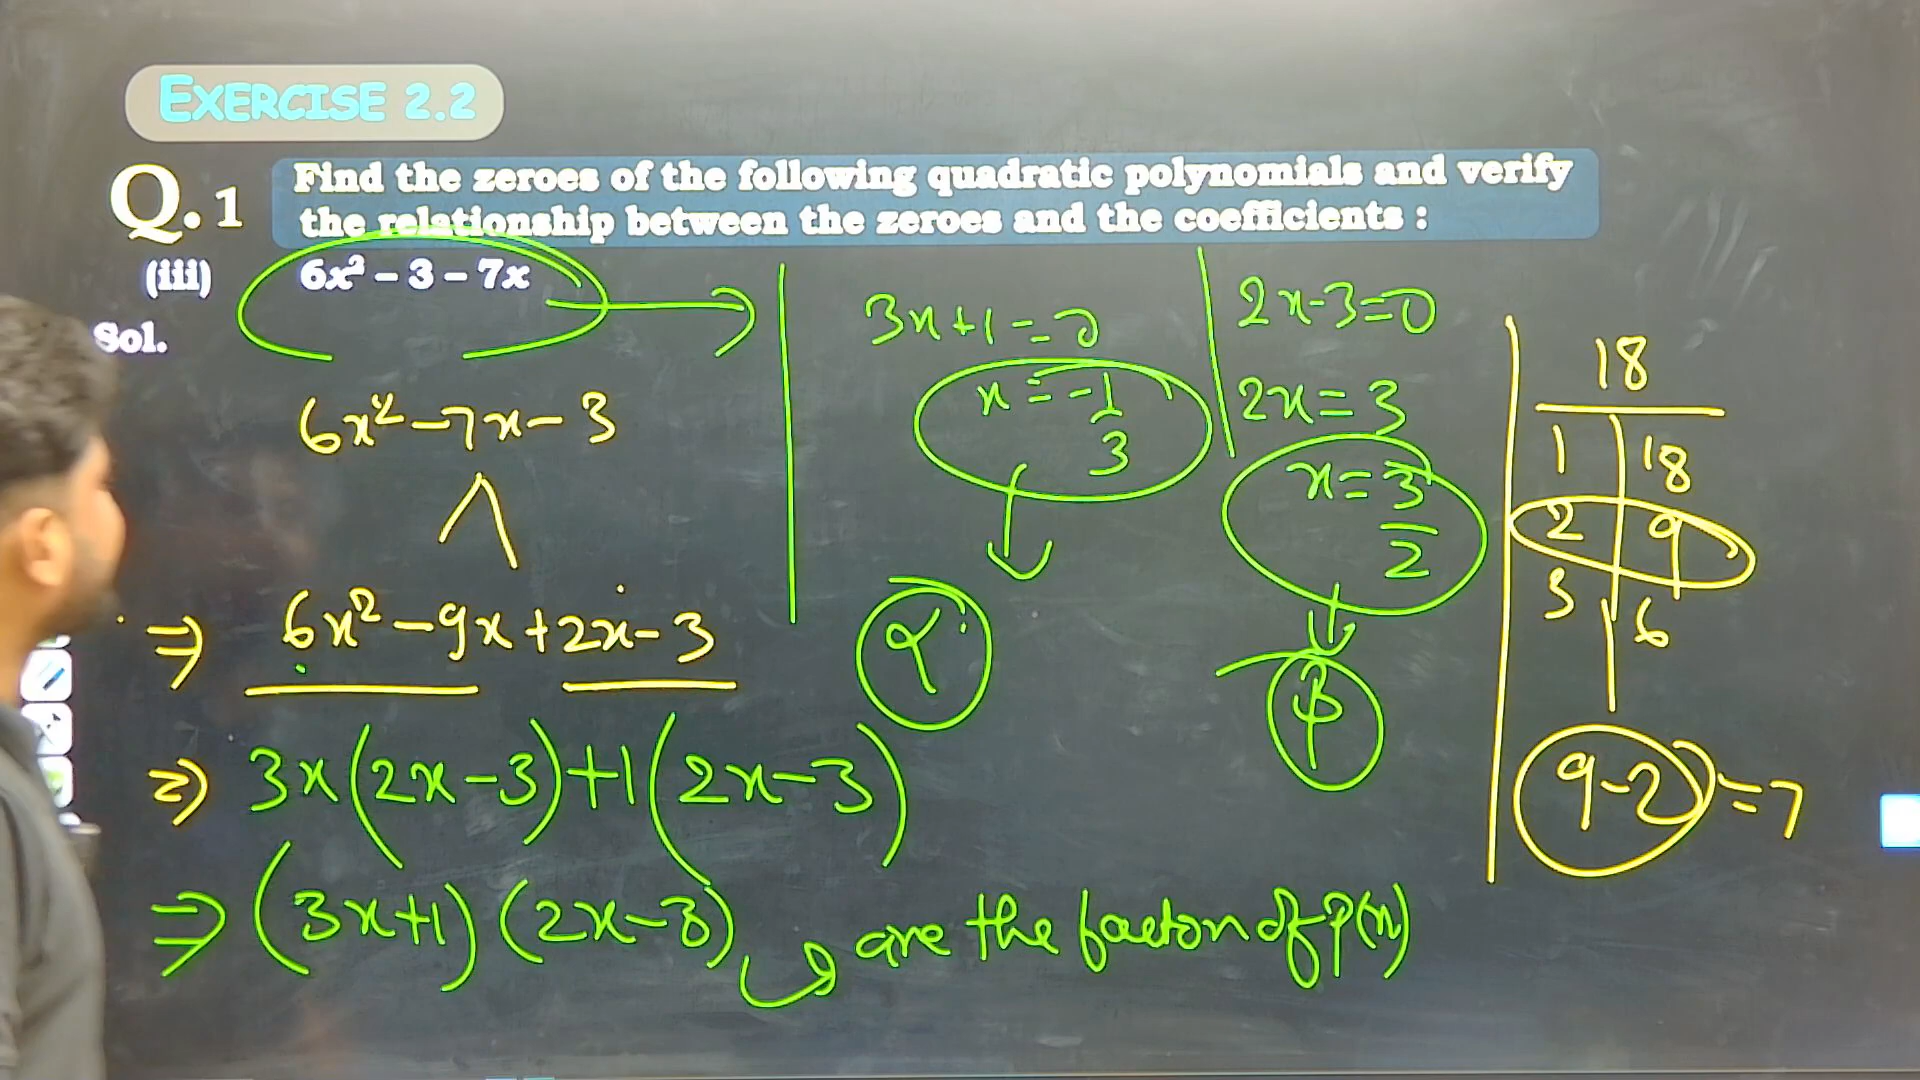 EXERCISE 2.2
Q. 1 Find the zeroes of the following quadratic polynomials and verify
the relationship between the zeroes and the coefficients :
(iii) 6x² – 3 – 7x
Sol.
6x² – 7x – 3
⇒ 6x² – 9x + 2x – 3
⇒ 3x(2x – 3) + 1(2x – 3)
⇒ (3x+1) (2x–3) are the factors of p(x)
3x + 1 = 0
x = -1/3
α
2x - 3 = 0
2x = 3
x = 3/2
β
18
1 | 18
2 | 9
3 | 6
9-2 = 7